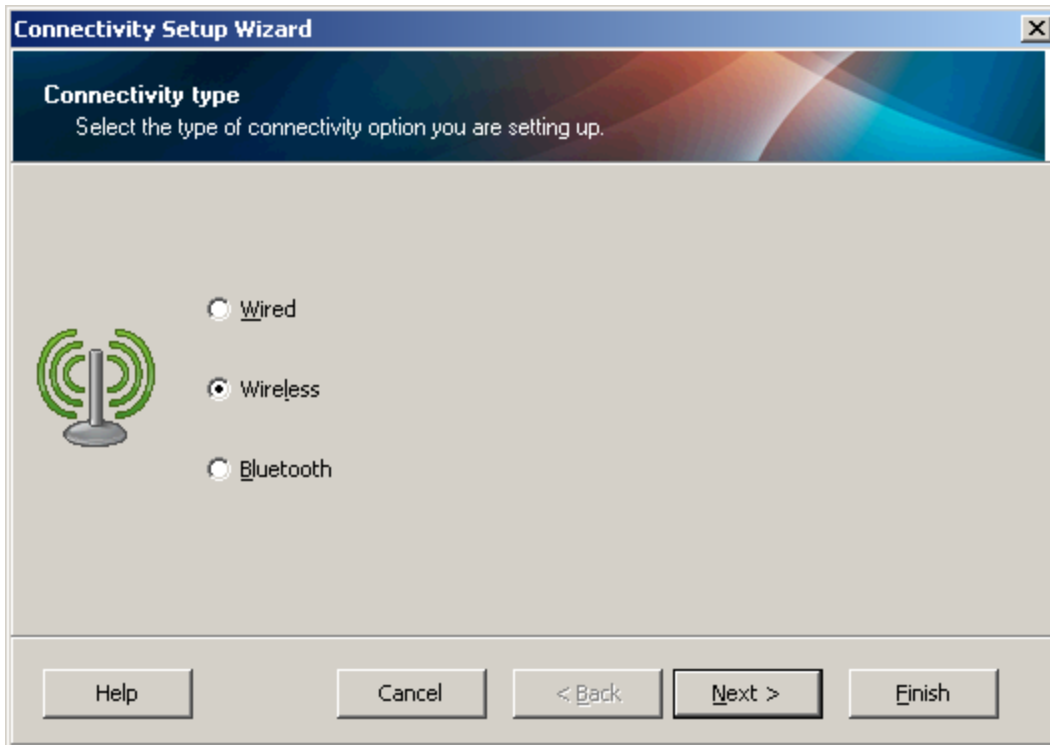 Connectivity Setup Wizard
Connectivity type
Select the type of connectivity option you are setting up.
Wired
Wireless
Bluetooth
Help Cancel < Back Next > Finish